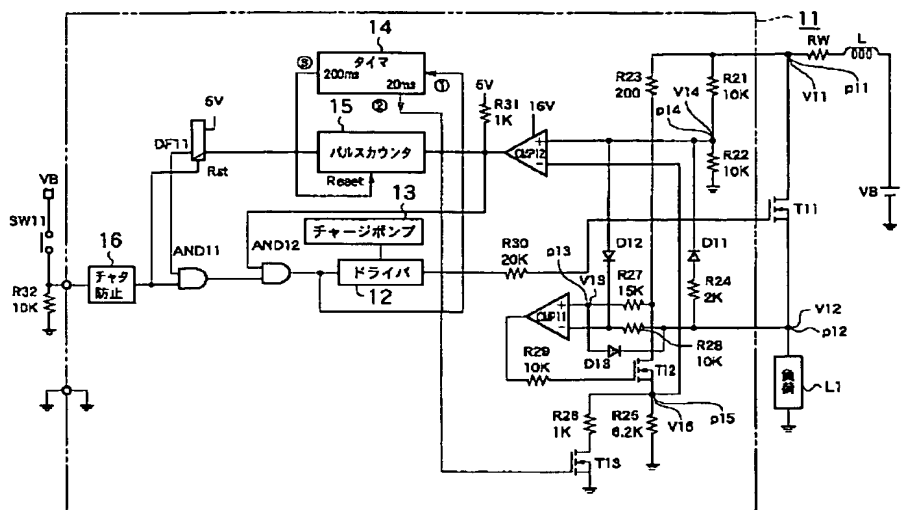 11
14
タイマ
③
200ms
20ms
①
②
5V
R31
1K
15
パルスカウンタ
Reset
16V
CMP12
+
-
R23
200
V14
p14
R21
10K
R22
10K
RW
L
V11
p11
VB
T11
DF11
5V
Rst
VB
SW11
R32
10K
16
チャタ
防止
AND11
AND12
13
チャージポンプ
ドライバ
12
R30
20K
p13
V13
D12
R27
15K
D11
R24
2K
CMP11
+
-
R28
10K
D13
R29
10K
T12
V12
p12
負荷
L1
R26
1K
R25
6.2K
V15
p15
T13